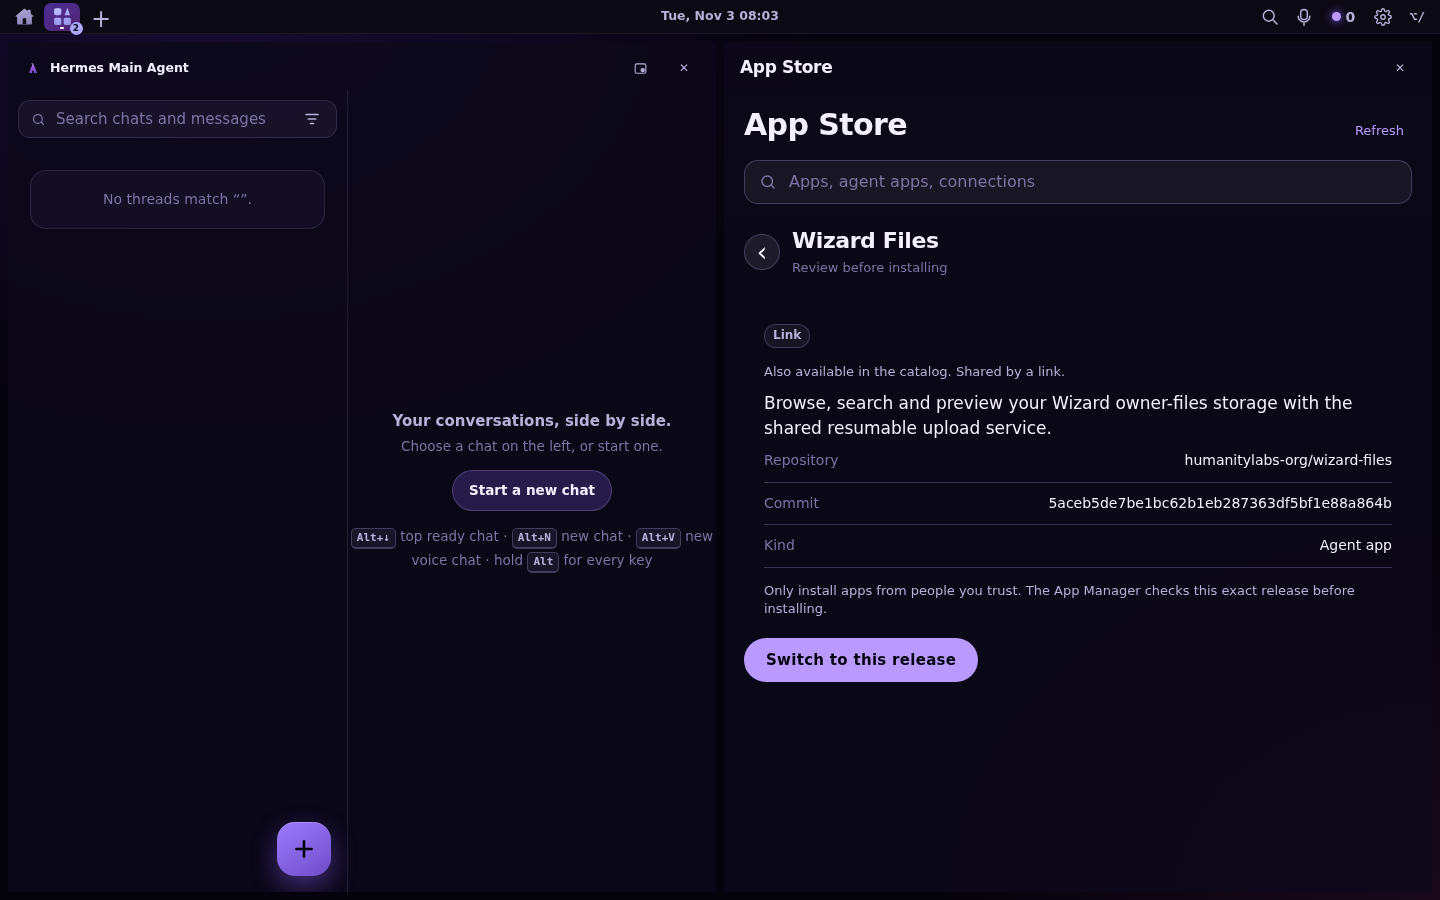 2
Tue, Nov 3 08:03
0
⌥/
Hermes Main Agent
Search chats and messages
No threads match “”.
Your conversations, side by side.
Choose a chat on the left, or start one.
Start a new chat
Alt+↓ top ready chat · Alt+N new chat · Alt+V new
voice chat · hold Alt for every key
App Store
App Store
Refresh
Apps, agent apps, connections
Wizard Files
Review before installing
Link
Also available in the catalog. Shared by a link.
Browse, search and preview your Wizard owner-files storage with the
shared resumable upload service.
Repository humanitylabs-org/wizard-files
Commit 5aceb5de7be1bc62b1eb287363df5bf1e88a864b
Kind Agent app
Only install apps from people you trust. The App Manager checks this exact release before
installing.
Switch to this release